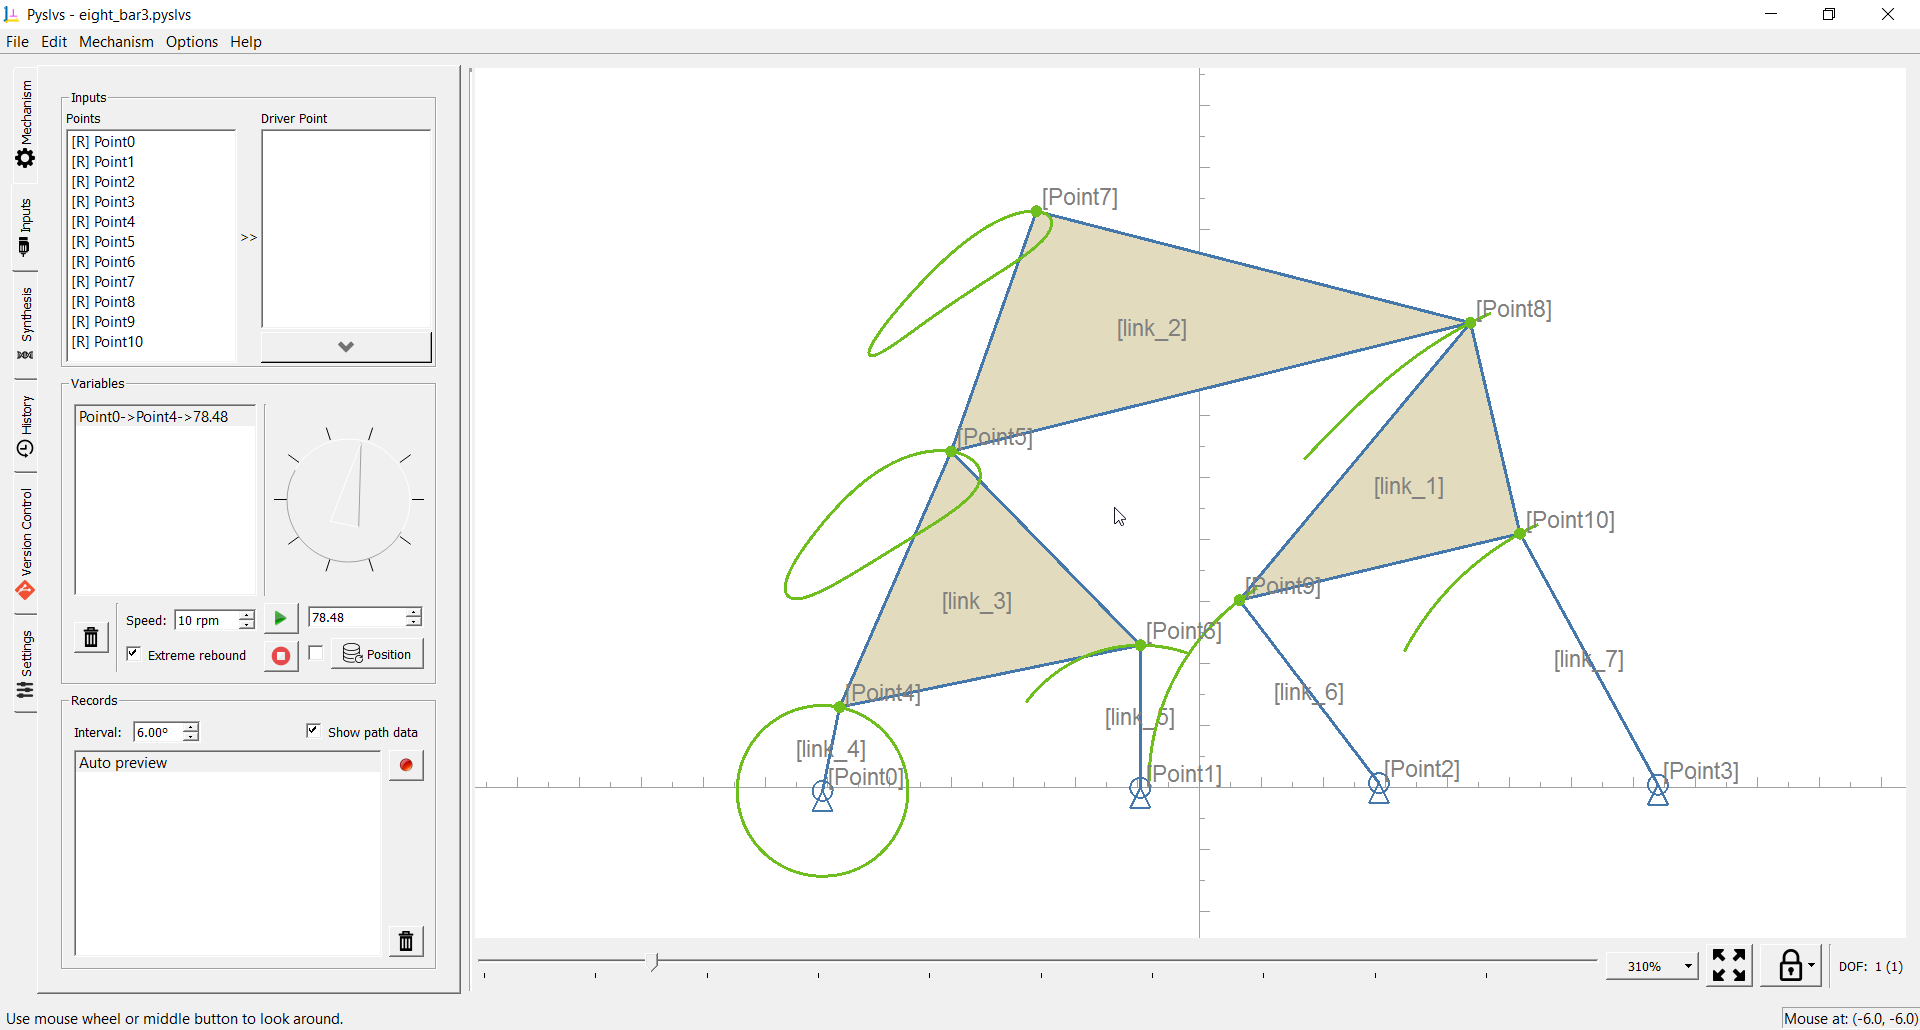 Pyslvs - eight_bar3.pyslvs
File Edit Mechanism Options Help
Mechanism
Inputs
Synthesis
History
Version Control
Settings
Inputs
Points
Driver Point
[R] Point0
[R] Point1
[R] Point2
[R] Point3
[R] Point4
[R] Point5
[R] Point6
[R] Point7
[R] Point8
[R] Point9
[R] Point10
>>
Variables
Point0->Point4->78.48
Speed: 10 rpm
78.48
Extreme rebound
Position
Records
Interval: 6.00º
Show path data
Auto preview
[Point7]
[Point8]
[link_2]
[Point5]
[link_1]
[Point10]
[Point9]
[link_3]
[Point6]
[link_7]
[Point4]
[link_6]
[link_5]
[link_4]
[Point0]
[Point1]
[Point2]
[Point3]
310%
DOF: 1 (1)
Use mouse wheel or middle button to look around.
Mouse at: (-6.0, -6.0)